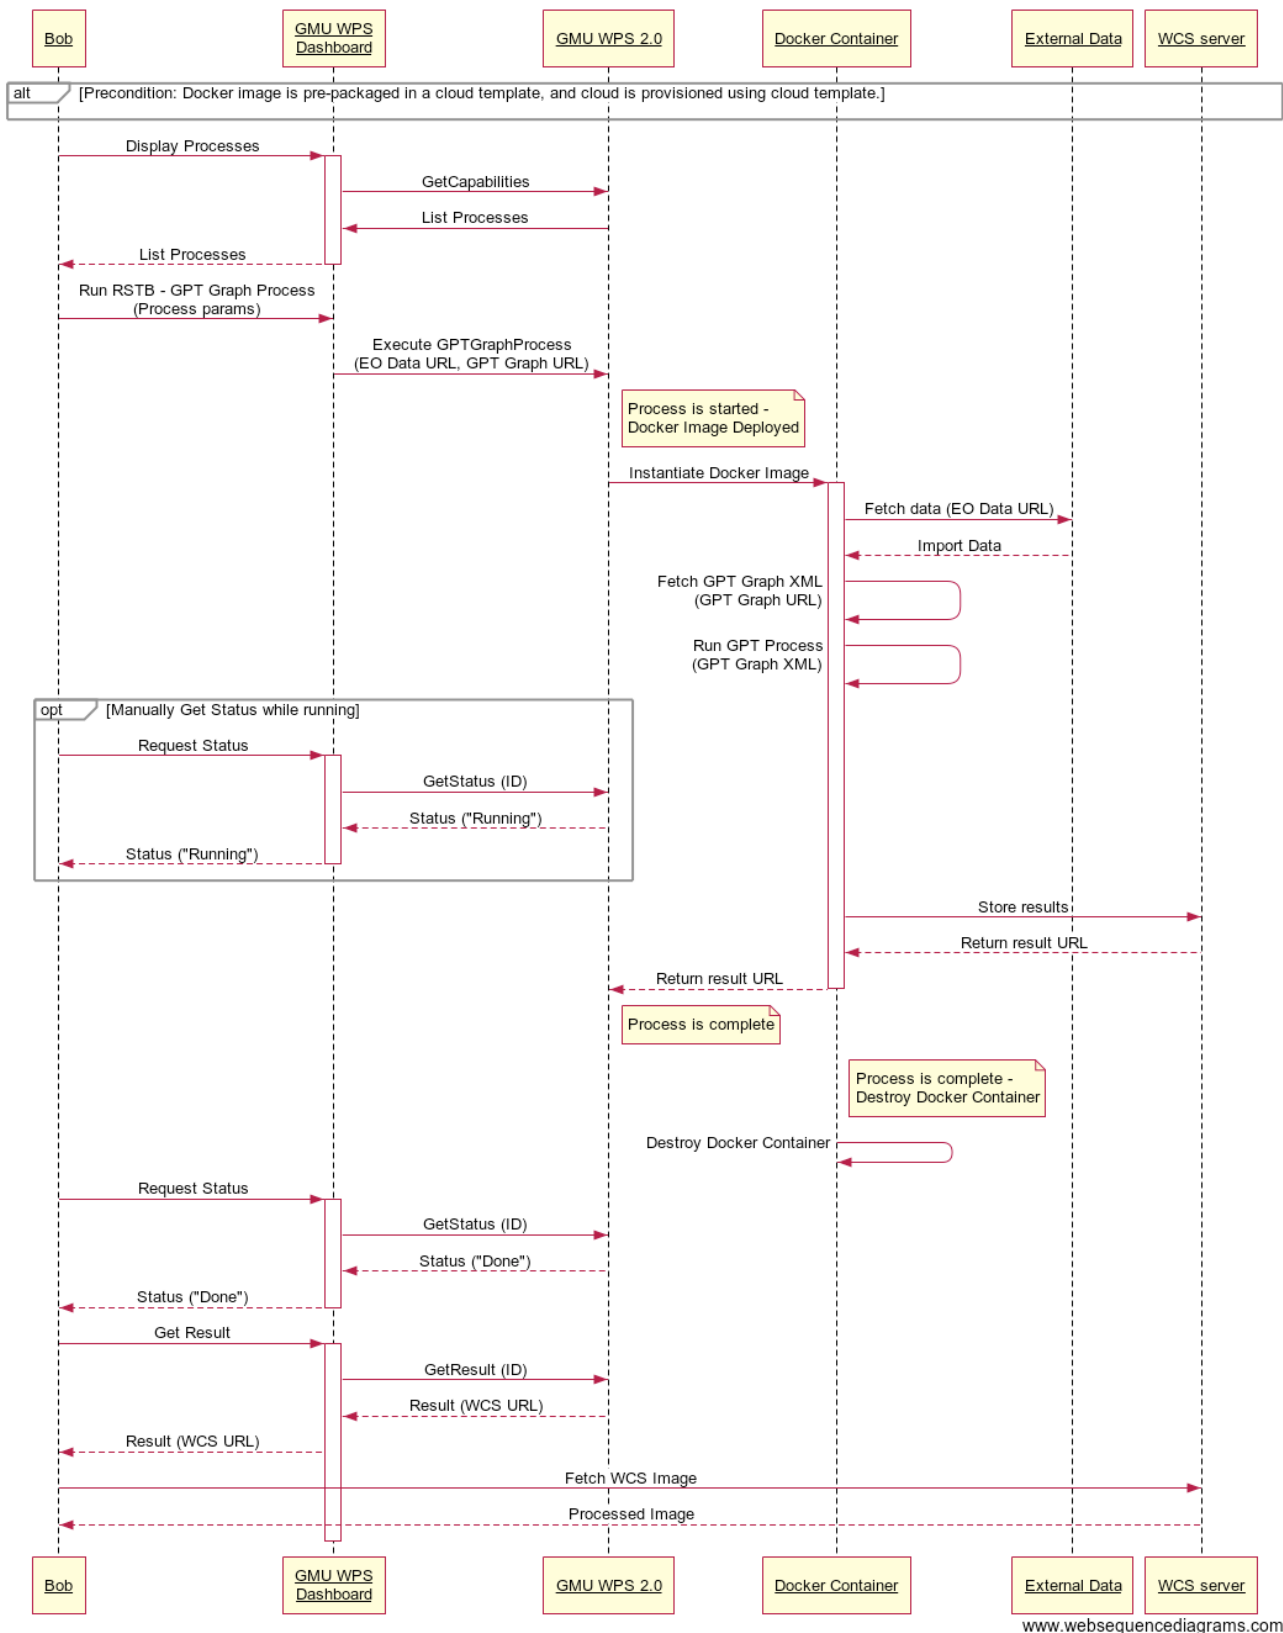 Bob
GMU WPS
Dashboard
GMU WPS 2.0
Docker Container
External Data
WCS server
alt
[Precondition: Docker image is pre-packaged in a cloud template, and cloud is provisioned using cloud template.]
Display Processes
GetCapabilities
List Processes
List Processes
Run RSTB - GPT Graph Process
(Process params)
Execute GPTGraphProcess
(EO Data URL, GPT Graph URL)
Process is started -
Docker Image Deployed
Instantiate Docker Image
Fetch data (EO Data URL)
Import Data
Fetch GPT Graph XML
(GPT Graph URL)
Run GPT Process
(GPT Graph XML)
opt
[Manually Get Status while running]
Request Status
GetStatus (ID)
Status ("Running")
Status ("Running")
Store results
Return result URL
Return result URL
Process is complete
Process is complete -
Destroy Docker Container
Destroy Docker Container
Request Status
GetStatus (ID)
Status ("Done")
Status ("Done")
Get Result
GetResult (ID)
Result (WCS URL)
Result (WCS URL)
Fetch WCS Image
Processed Image
Bob
GMU WPS
Dashboard
GMU WPS 2.0
Docker Container
External Data
WCS server
www.websequencediagrams.com